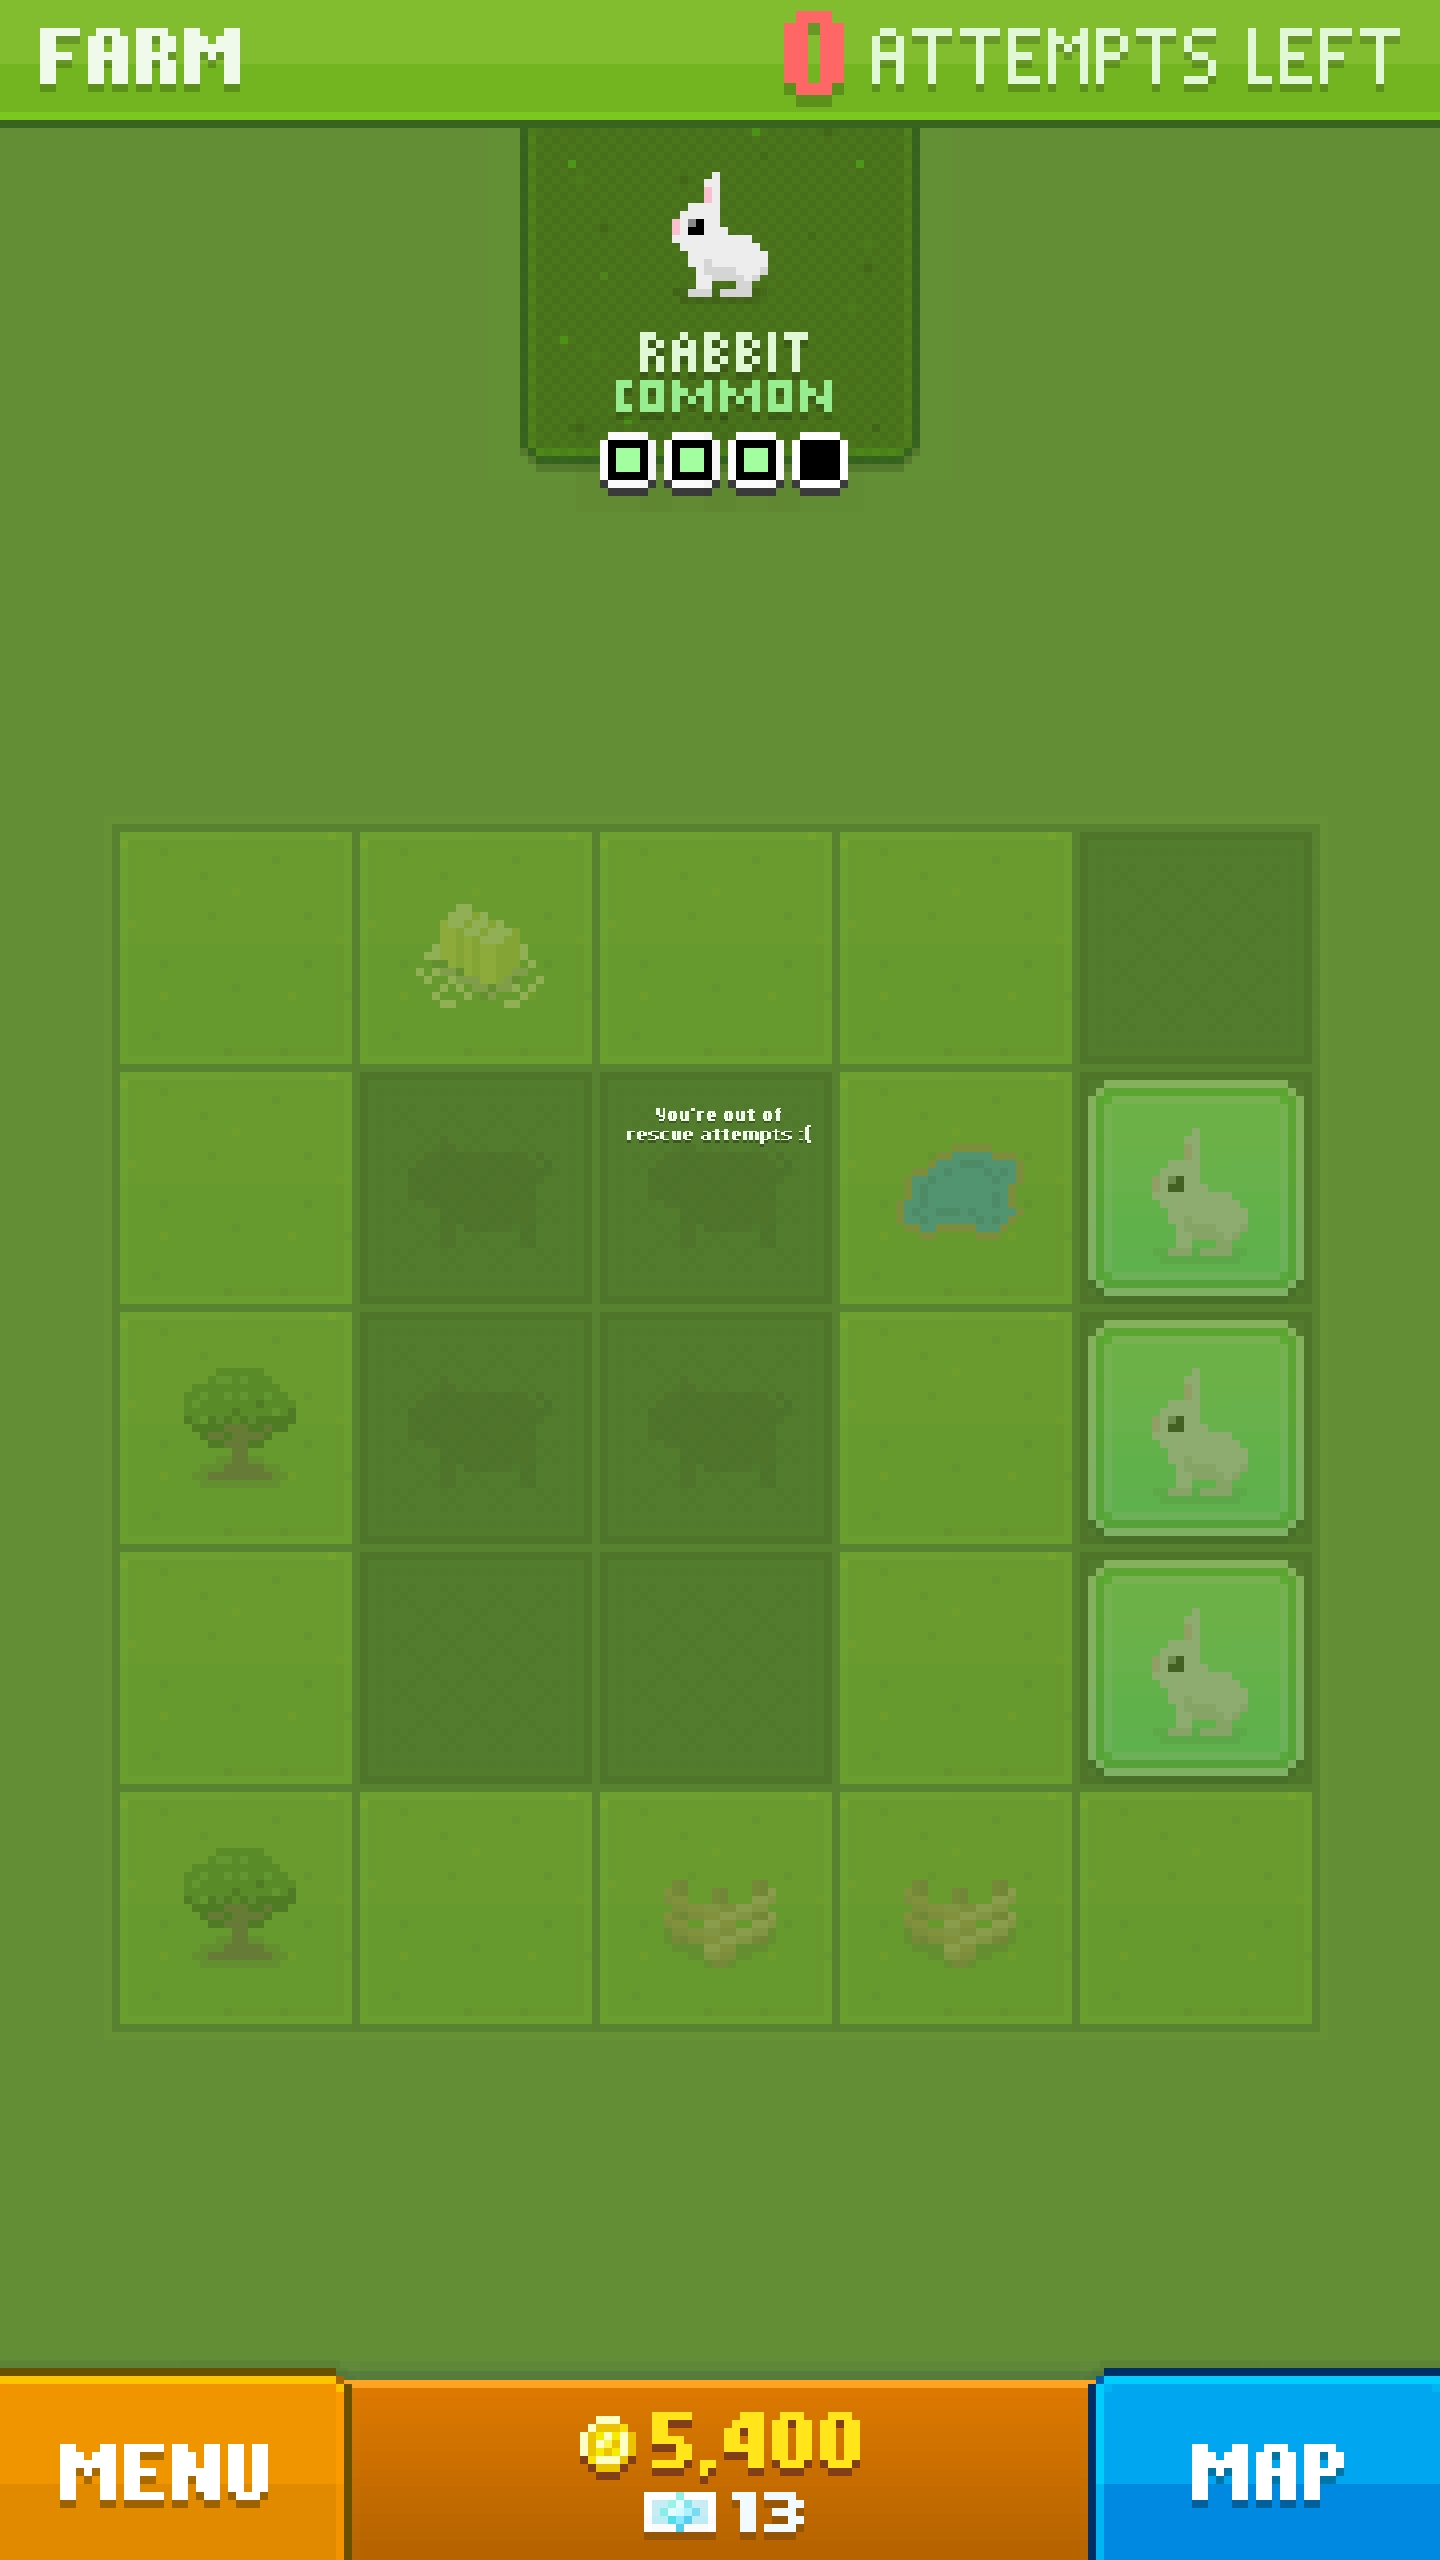 FARM
0 ATTEMPTS LEFT
RABBIT
COMMON
You're out of
rescue attempts :(
MENU
5,400
13
MAP